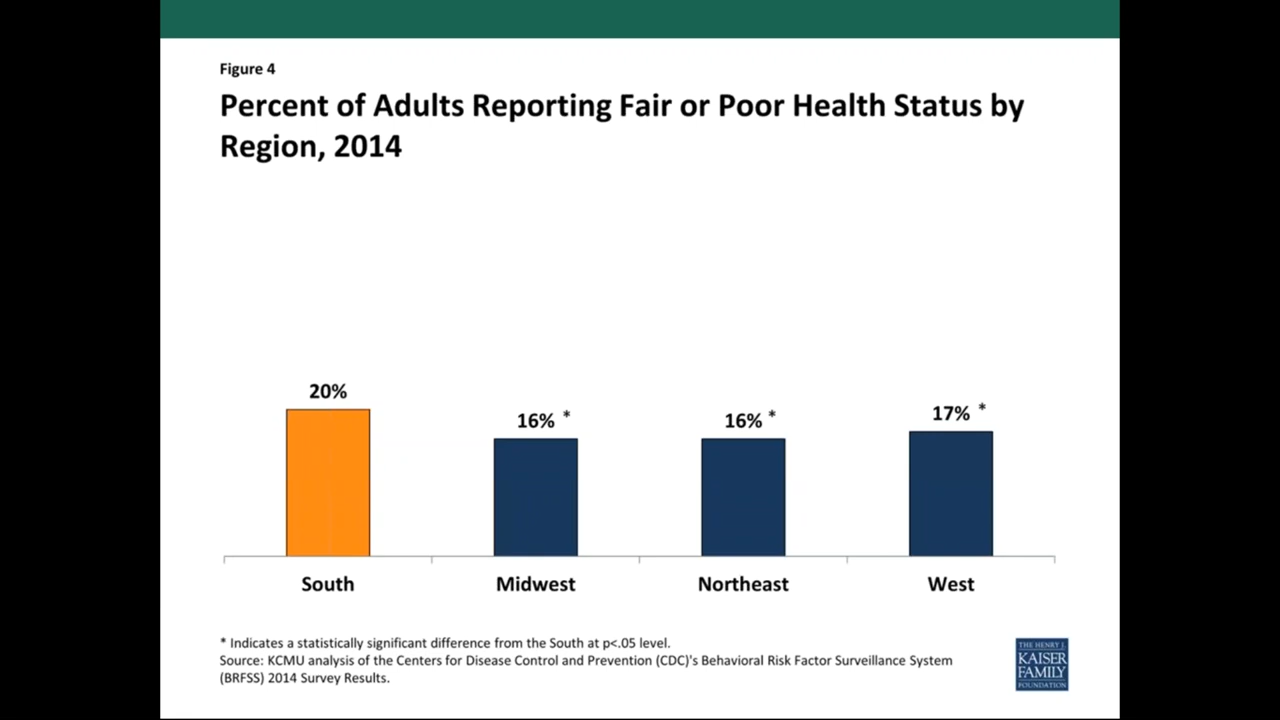 Figure 4
Percent of Adults Reporting Fair or Poor Health Status by
Region, 2014
20%
16% *
16% *
17% *
South
Midwest
Northeast
West
* Indicates a statistically significant difference from the South at p<.05 level.
Source: KCMU analysis of the Centers for Disease Control and Prevention (CDC)'s Behavioral Risk Factor Surveillance System
(BRFSS) 2014 Survey Results.
THE HENRY J.
KAISER
FAMILY
FOUNDATION